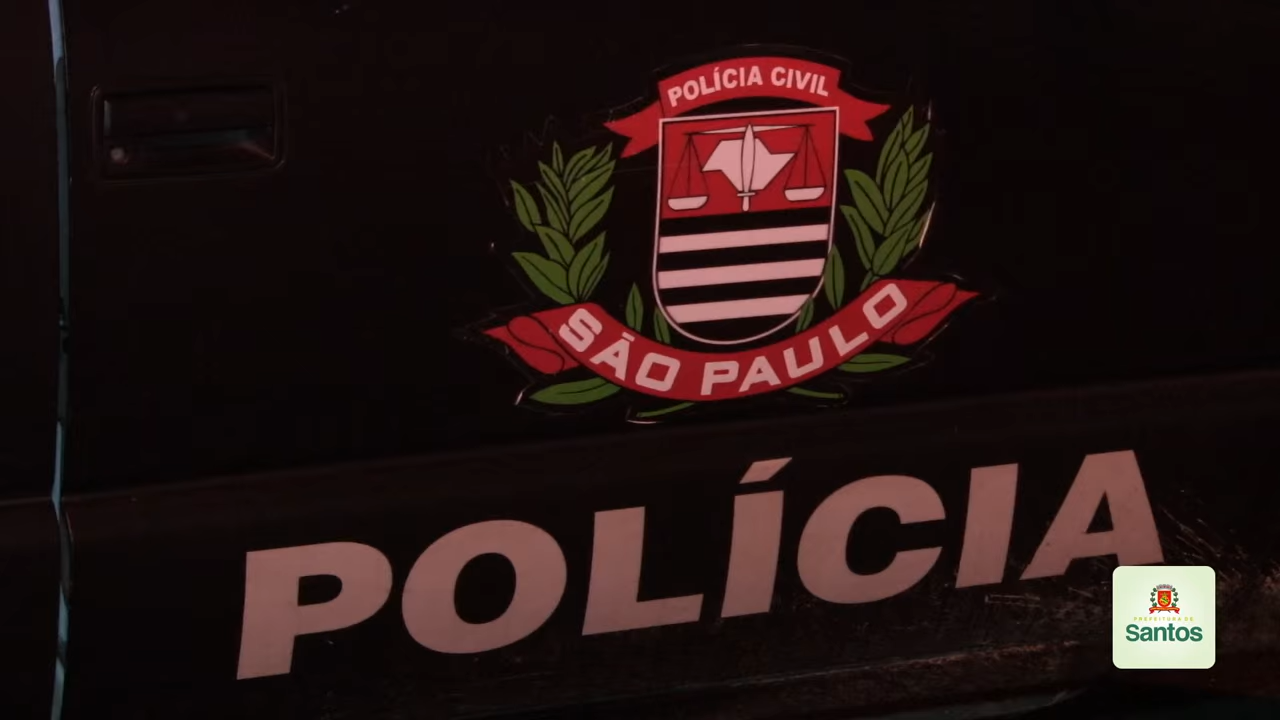 POLÍCIA CIVIL
SÃO PAULO
POLÍCIA
PREFEITURA DE
Santos